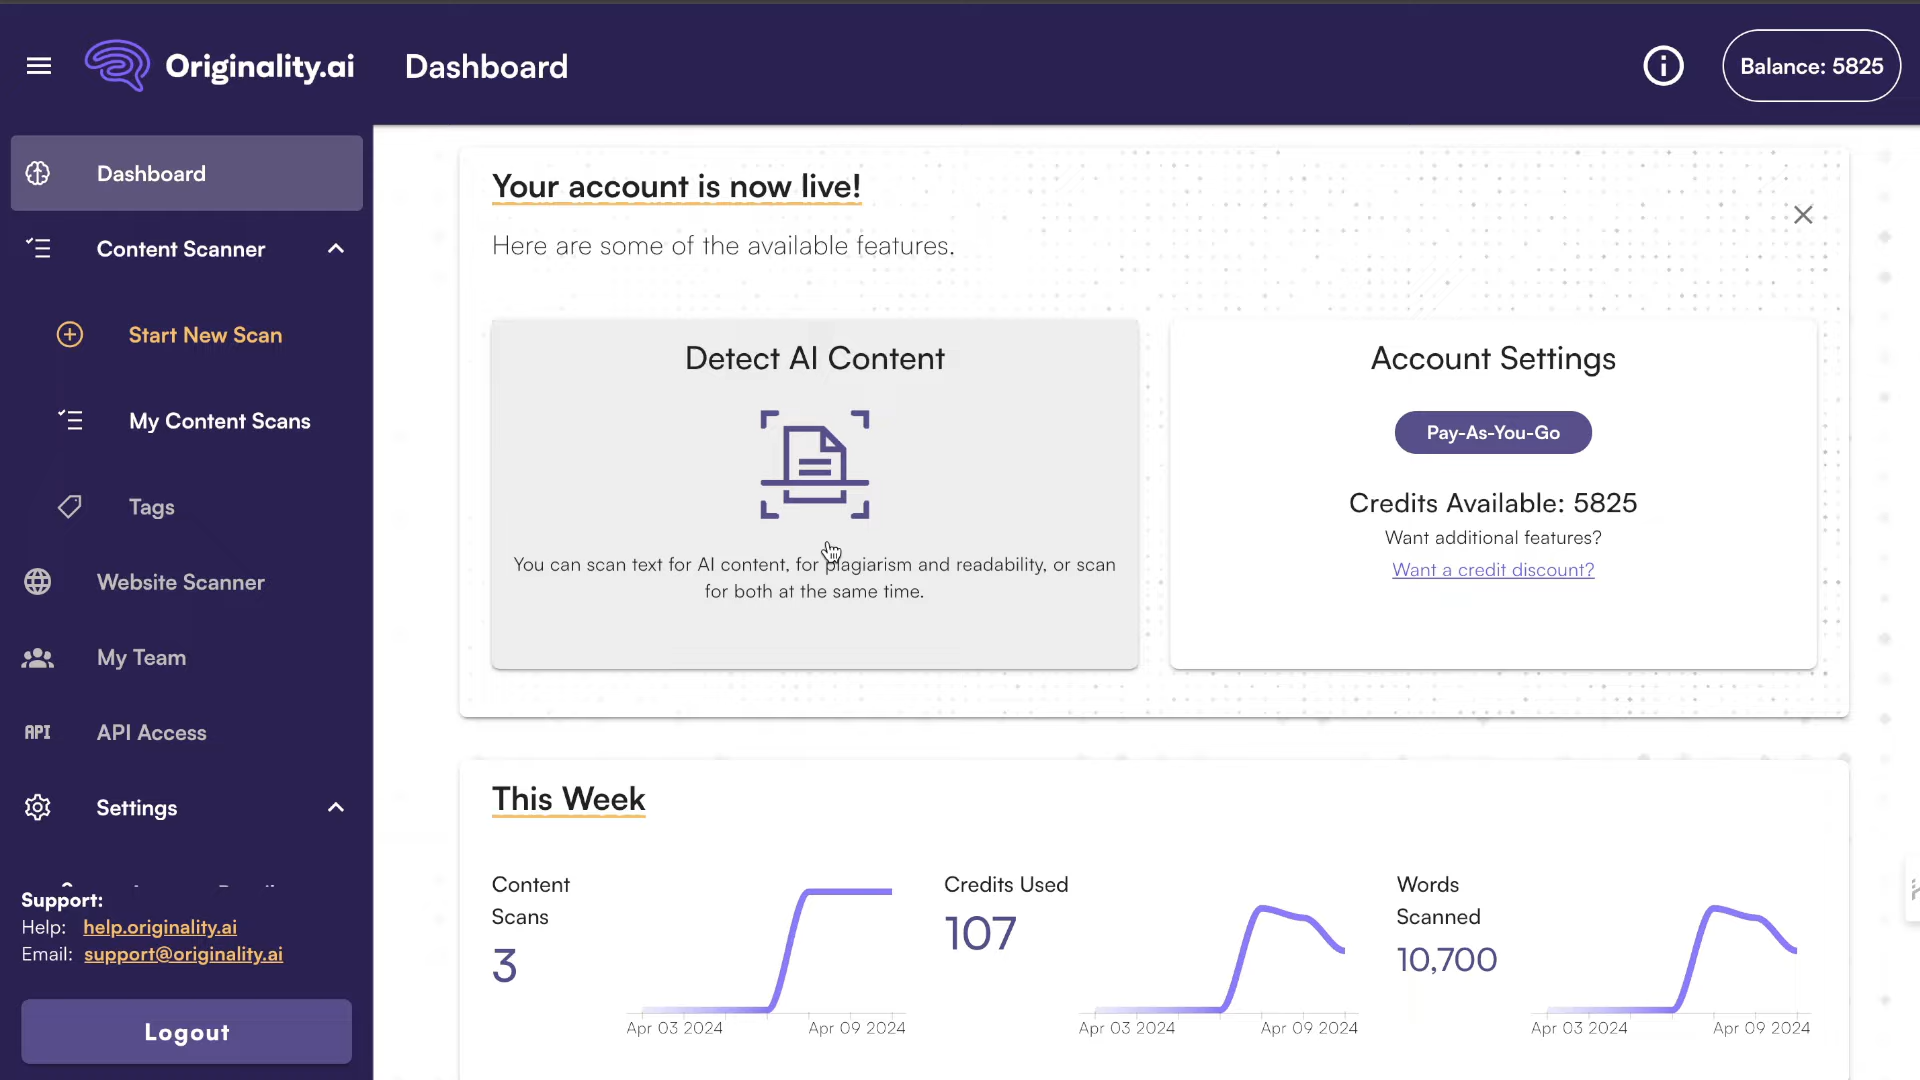 Originality.ai
Dashboard
Balance: 5825
Dashboard
Content Scanner
Start New Scan
My Content Scans
Tags
Website Scanner
My Team
API
API Access
Settings
Support:
Help: help.originality.ai
Email: support@originality.ai
Logout
Your account is now live!
Here are some of the available features.
Detect AI Content
You can scan text for AI content, for plagiarism and readability, or scan
for both at the same time.
Account Settings
Pay-As-You-Go
Credits Available: 5825
Want additional features?
Want a credit discount?
This Week
Content
Scans
3
Apr 03 2024
Apr 09 2024
Credits Used
107
Apr 03 2024
Apr 09 2024
Words
Scanned
10,700
Apr 03 2024
Apr 09 2024